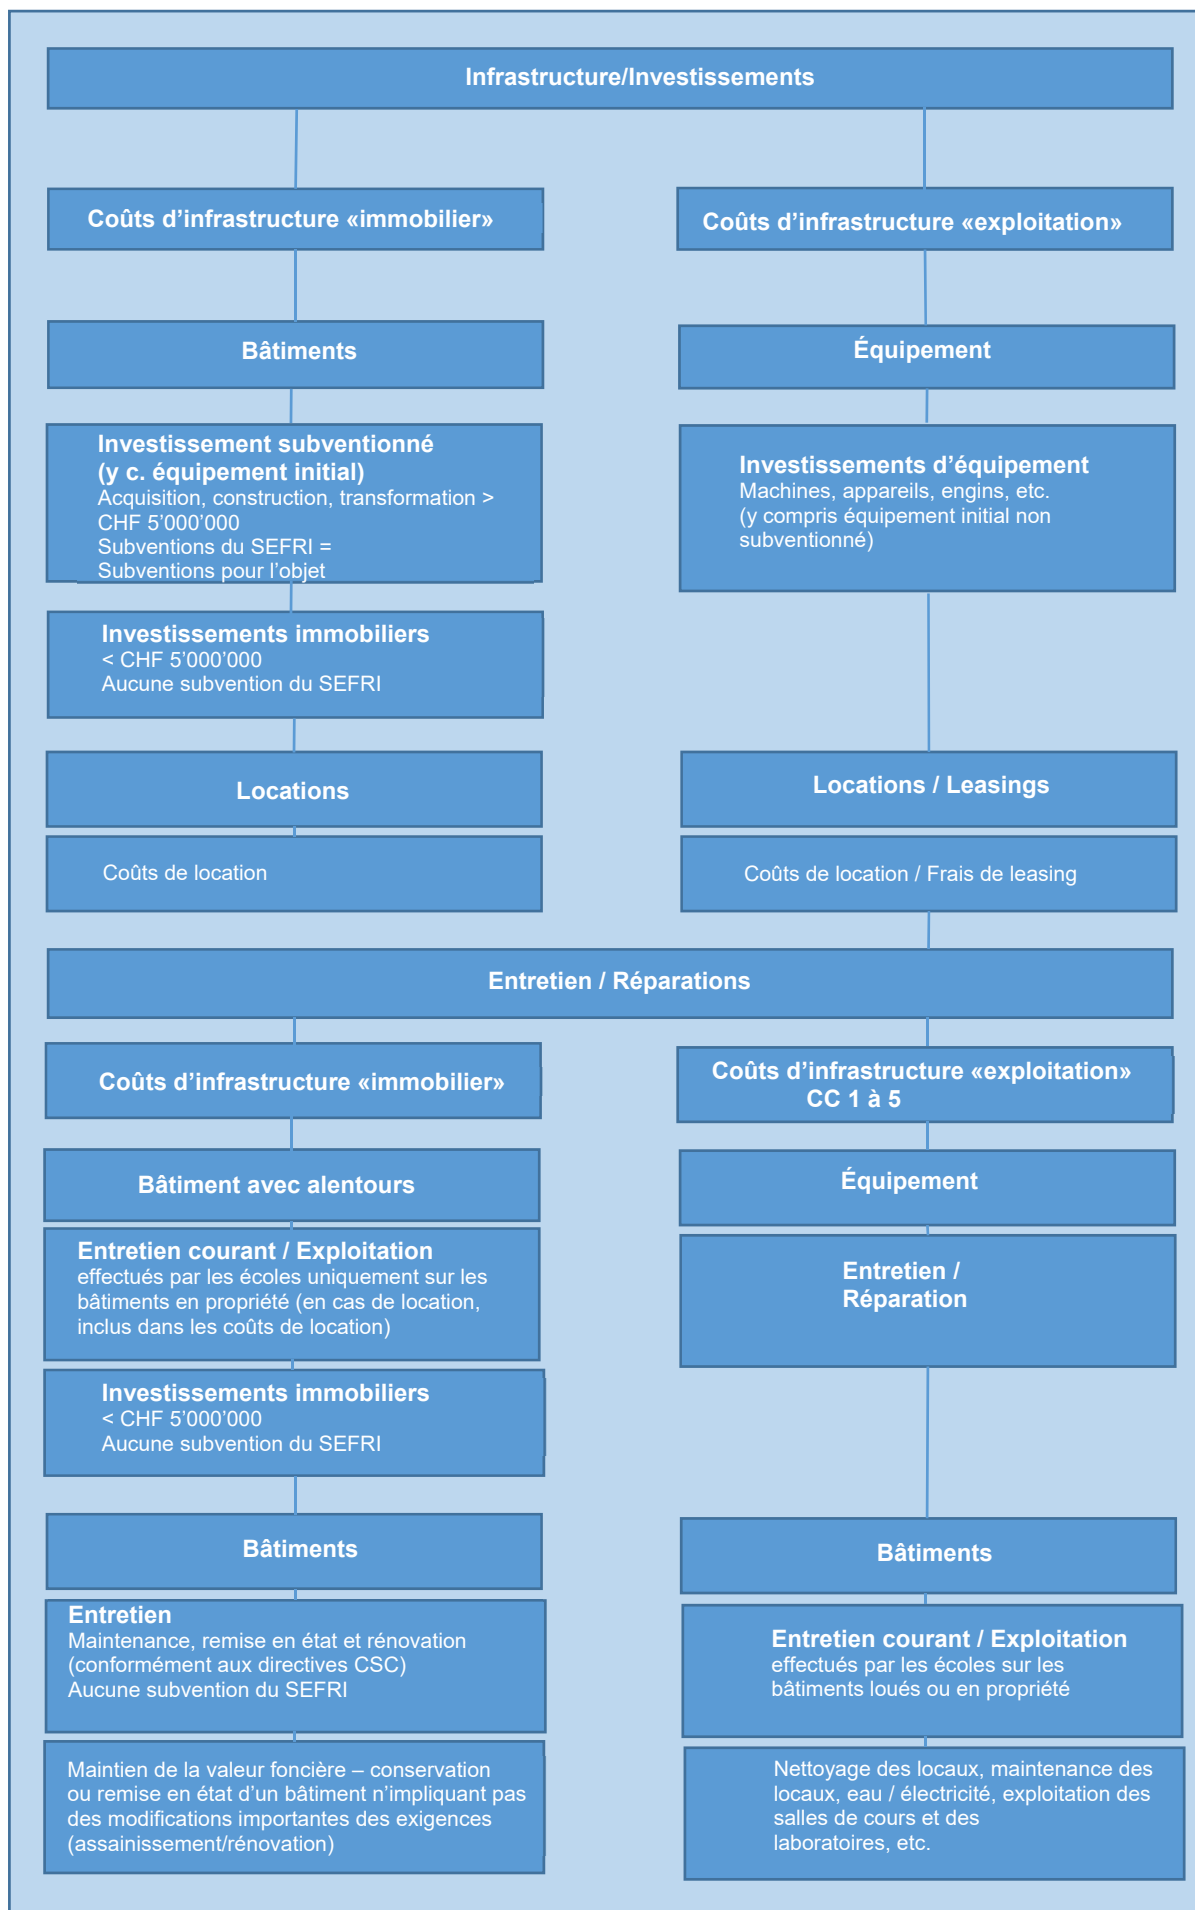 Infrastructure/Investissements
Coûts d’infrastructure «immobilier»
Coûts d’infrastructure «exploitation»
Bâtiments
Équipement
Investissement subventionné
(y c. équipement initial)
Acquisition, construction, transformation >
CHF 5’000’000
Subventions du SEFRI =
Subventions pour l’objet
Investissements d’équipement
Machines, appareils, engins, etc.
(y compris équipement initial non
subventionné)
Investissements immobiliers
< CHF 5’000’000
Aucune subvention du SEFRI
Locations
Locations / Leasings
Coûts de location
Coûts de location / Frais de leasing
Entretien / Réparations
Coûts d’infrastructure «immobilier»
Coûts d’infrastructure «exploitation»
CC 1 à 5
Bâtiment avec alentours
Équipement
Entretien courant / Exploitation
effectués par les écoles uniquement sur les
bâtiments en propriété (en cas de location,
inclus dans les coûts de location)
Entretien /
Réparation
Investissements immobiliers
< CHF 5’000’000
Aucune subvention du SEFRI
Bâtiments
Bâtiments
Entretien
Maintenance, remise en état et rénovation
(conformément aux directives CSC)
Aucune subvention du SEFRI
Entretien courant / Exploitation
effectués par les écoles sur les
bâtiments loués ou en propriété
Maintien de la valeur foncière – conservation
ou remise en état d’un bâtiment n’impliquant pas
des modifications importantes des exigences
(assainissement/rénovation)
Nettoyage des locaux, maintenance des
locaux, eau / électricité, exploitation des
salles de cours et des
laboratoires, etc.